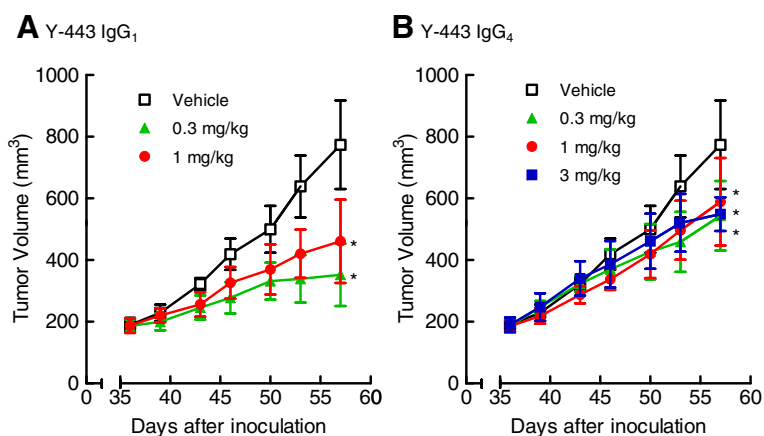 A Y-443 IgG₁
Vehicle
0.3 mg/kg
1 mg/kg
Tumor Volume (mm³)
1000
800
600
400
200
0
*
*
0 35 40 45 50 55 60
Days after inoculation
B Y-443 IgG₄
Vehicle
0.3 mg/kg
1 mg/kg
3 mg/kg
Tumor Volume (mm³)
1000
800
600
400
200
0
*
*
*
0 35 40 45 50 55 60
Days after inoculation